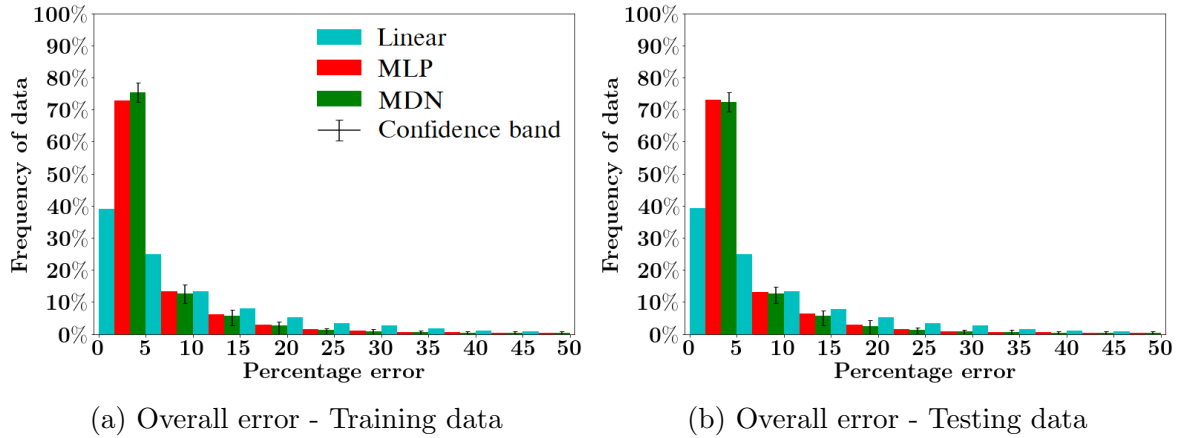 100%
90%
80%
70%
60%
50%
40%
30%
20%
10%
0%
Frequency of data
Linear
MLP
MDN
Confidence band
0 5 10 15 20 25 30 35 40 45 50
Percentage error
(a) Overall error - Training data
100%
90%
80%
70%
60%
50%
40%
30%
20%
10%
0%
Frequency of data
0 5 10 15 20 25 30 35 40 45 50
Percentage error
(b) Overall error - Testing data